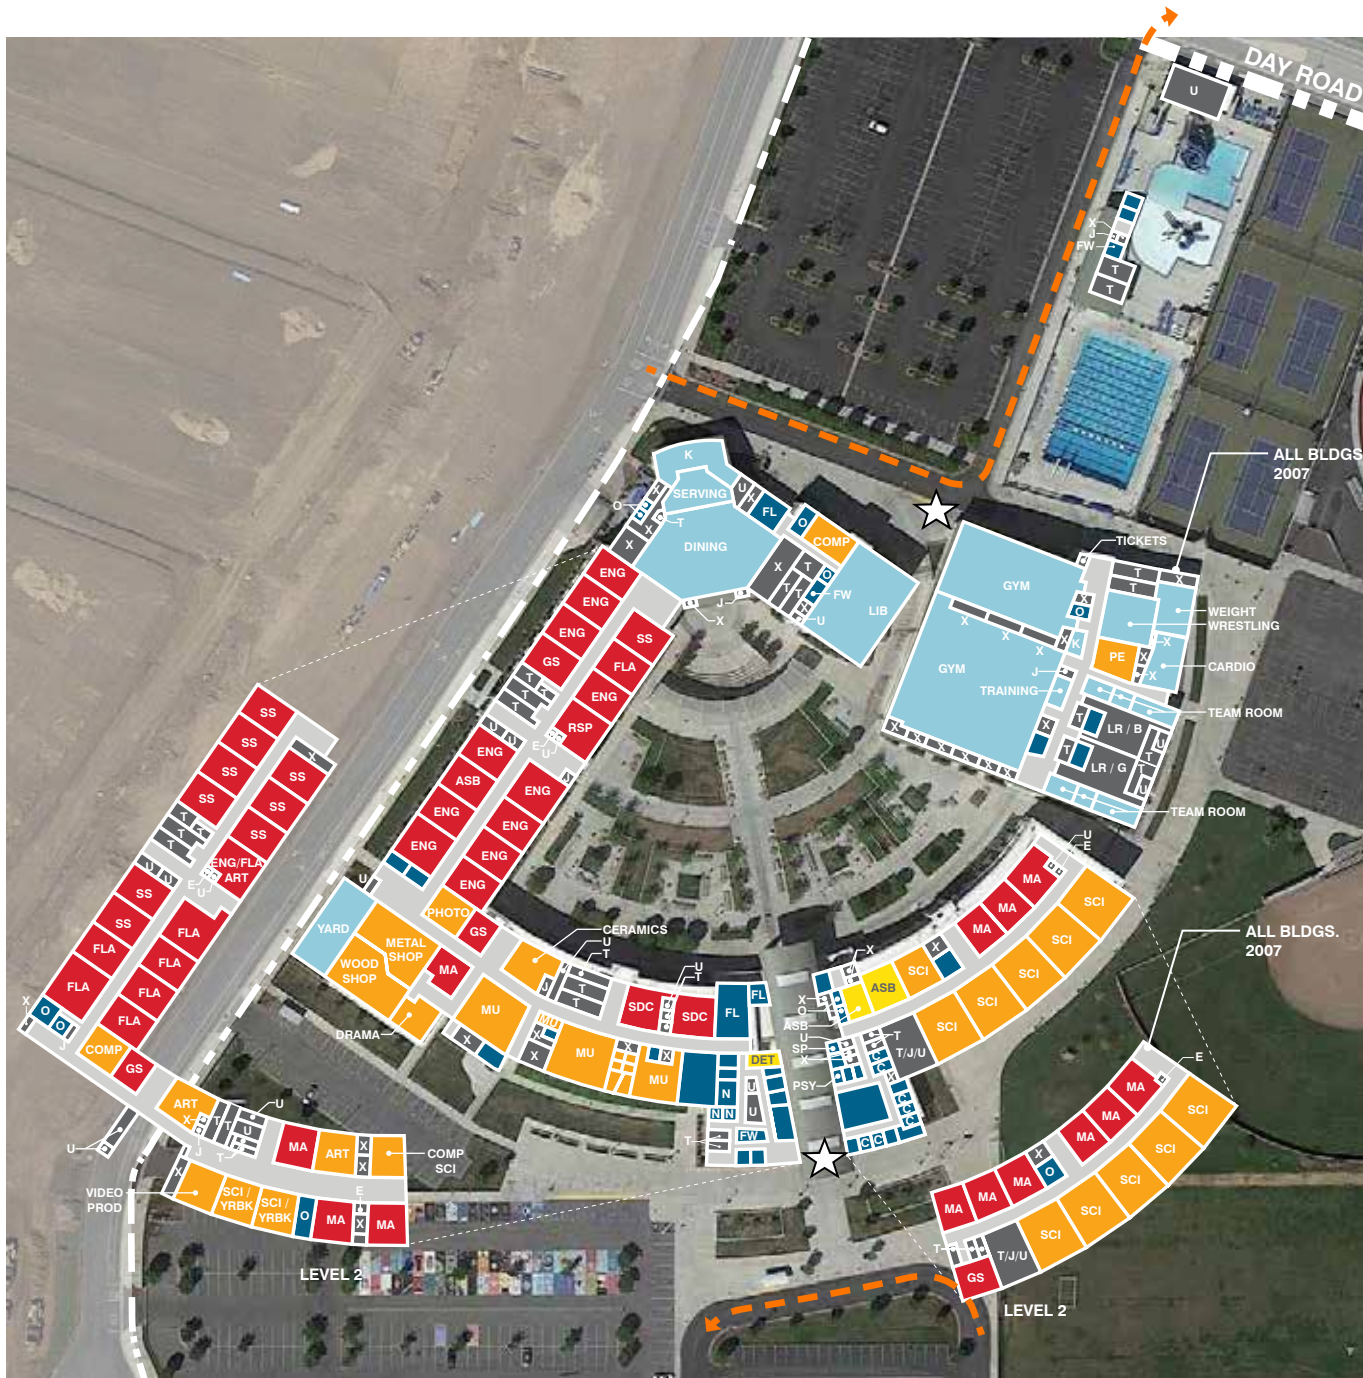 DAY ROAD
U
X
J
FW
T
T
ALL BLDGS
2007
K
SERVING
U
X
FL
X
O
T
X
X
DINING
O
COMP
X
T
O
T
T
FW
X
U
LIB
J
X
TICKETS
GYM
T
T
X
X
O
WEIGHT
WRESTLING
X
X
X
K
X
PE
X
X
CARDIO
GYM
J
TRAINING
TEAM ROOM
X
T
LR / B
U
T
T
LR / G
T
U
X
X
X
X
X
X
TEAM ROOM
ENG
ENG
ENG
SS
GS
FLA
T
T
T
T
ENG
RSP
E
U
U
U
ENG
J
ASB
ENG
ENG
ENG
ENG
ENG
ENG
U
PHOTO
GS
YARD
METAL
SHOP
WOOD
SHOP
MA
DRAMA
CERAMICS
U
T
J
T
T
MU
X
MU
X
X
MU
X
X
X
MU
SDC
U
T
SDC
FL
FL
DET
N
N
N
U
U
FW
T
SS
SS
X
SS
SS
SS
SS
T
T
T
T
SS
U
U
ENG/FLA
ART
E
U
SS
SS
FLA
FLA
FLA
FLA
FLA
FLA
X
O
O
J
COMP
GS
U
ART
X
J
T
T
U
U
T
MA
ART
X
X
COMP
SCI
X
VIDEO
PROD
SCI /
YRBK
SCI /
YRBK
O
MA
E
X
MA
LEVEL 2
U
E
MA
MA
MA
SCI
SCI
SCI
SCI
SCI
X
X
SCI
ASB
X
O
ASB
U
SP
X
PSY
T
T/J/U
C
C
X
C
C
C
C
C
ALL BLDGS.
2007
E
MA
MA
MA
SCI
SCI
SCI
SCI
SCI
X
O
MA
MA
MA
T
T/J/U
GS
LEVEL 2